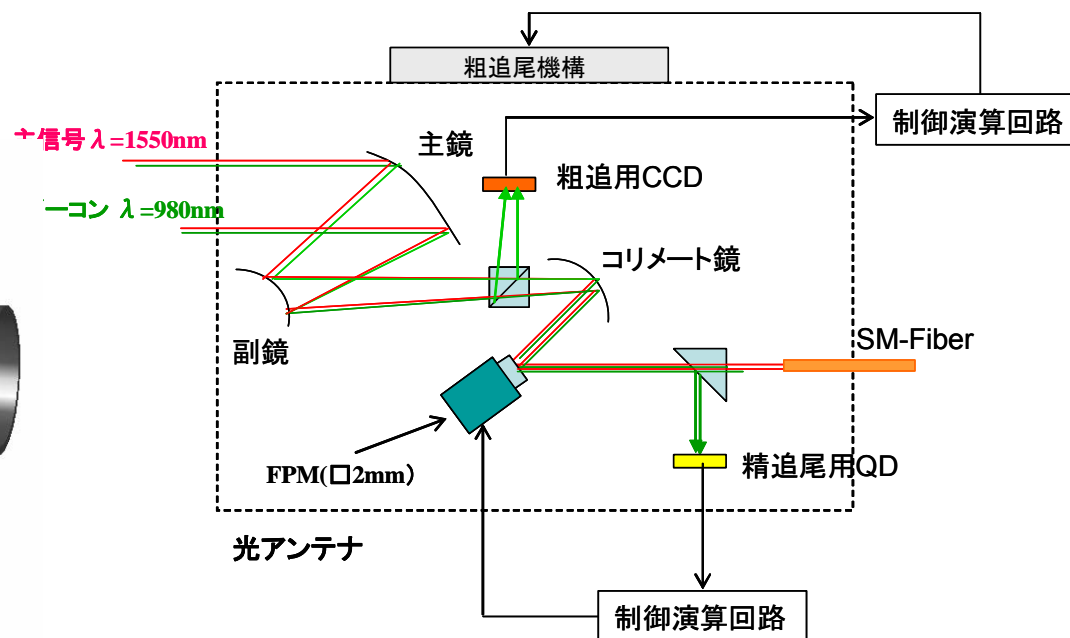 粗追尾機構
制御演算回路
信号 λ=1550nm
主鏡
粗追用CCD
ーコン λ=980nm
コリメート鏡
副鏡
SM-Fiber
FPM(□2mm)
精追尾用QD
光アンテナ
制御演算回路